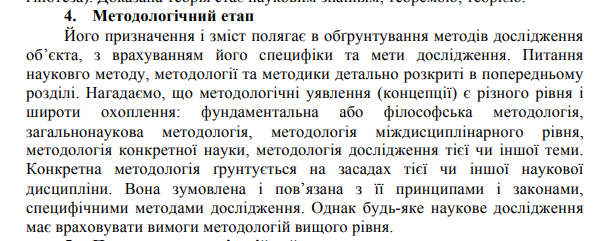 4. Методологічний етап
Його призначення і зміст полягає в обґрунтування методів дослідження
об’єкта, з врахуванням його специфіки та мети дослідження. Питання
наукового методу, методології та методики детально розкриті в попередньому
розділі. Нагадаємо, що методологічні уявлення (концепції) є різного рівня і
широти охоплення: фундаментальна або філософська методологія,
загальнонаукова методологія, методологія міждисциплінарного рівня,
методологія конкретної науки, методологія дослідження тієї чи іншої теми.
Конкретна методологія ґрунтується на засадах тієї чи іншої наукової
дисципліни. Вона зумовлена і пов’язана з її принципами і законами,
специфічними методами дослідження. Однак будь-яке наукове дослідження
має враховувати вимоги методологій вищого рівня.